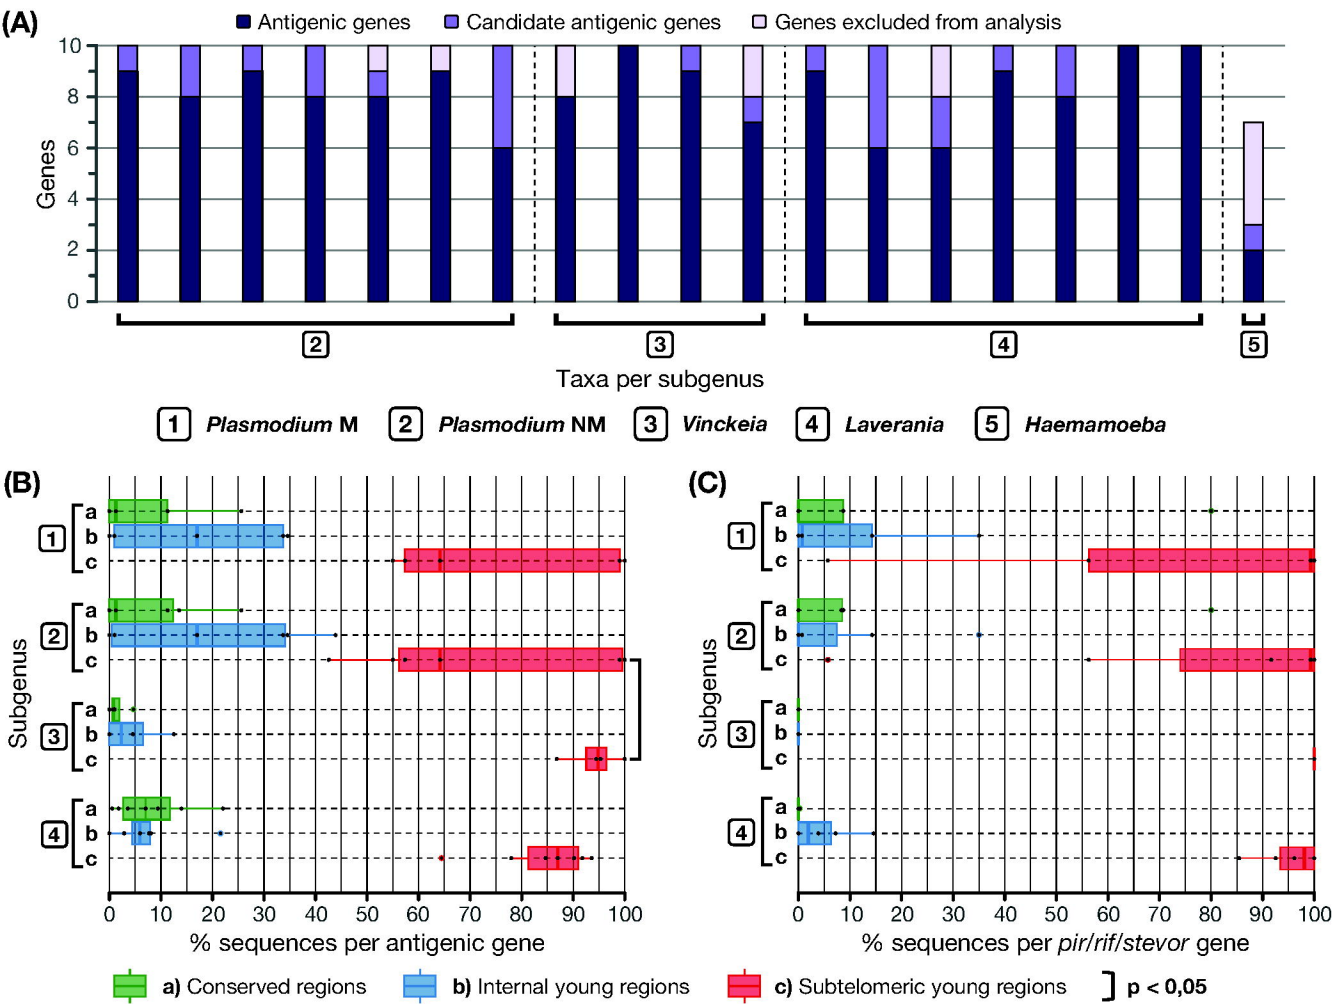 (A)
Antigenic genes Candidate antigenic genes Genes excluded from analysis
10
8
6
4
2
0
Genes
2 3 4 5
Taxa per subgenus
1 Plasmodium M 2 Plasmodium NM 3 Vinckeia 4 Laverania 5 Haemamoeba
(B)
Subgenus
1
a
b
c
2
a
b
c
3
a
b
c
4
a
b
c
0 10 20 30 40 50 60 70 80 90 100
% sequences per antigenic gene
(C)
Subgenus
1
a
b
c
2
a
b
c
3
a
b
c
4
a
b
c
0 10 20 30 40 50 60 70 80 90 100
% sequences per pir/rif/stevor gene
a) Conserved regions b) Internal young regions c) Subtelomeric young regions p < 0,05